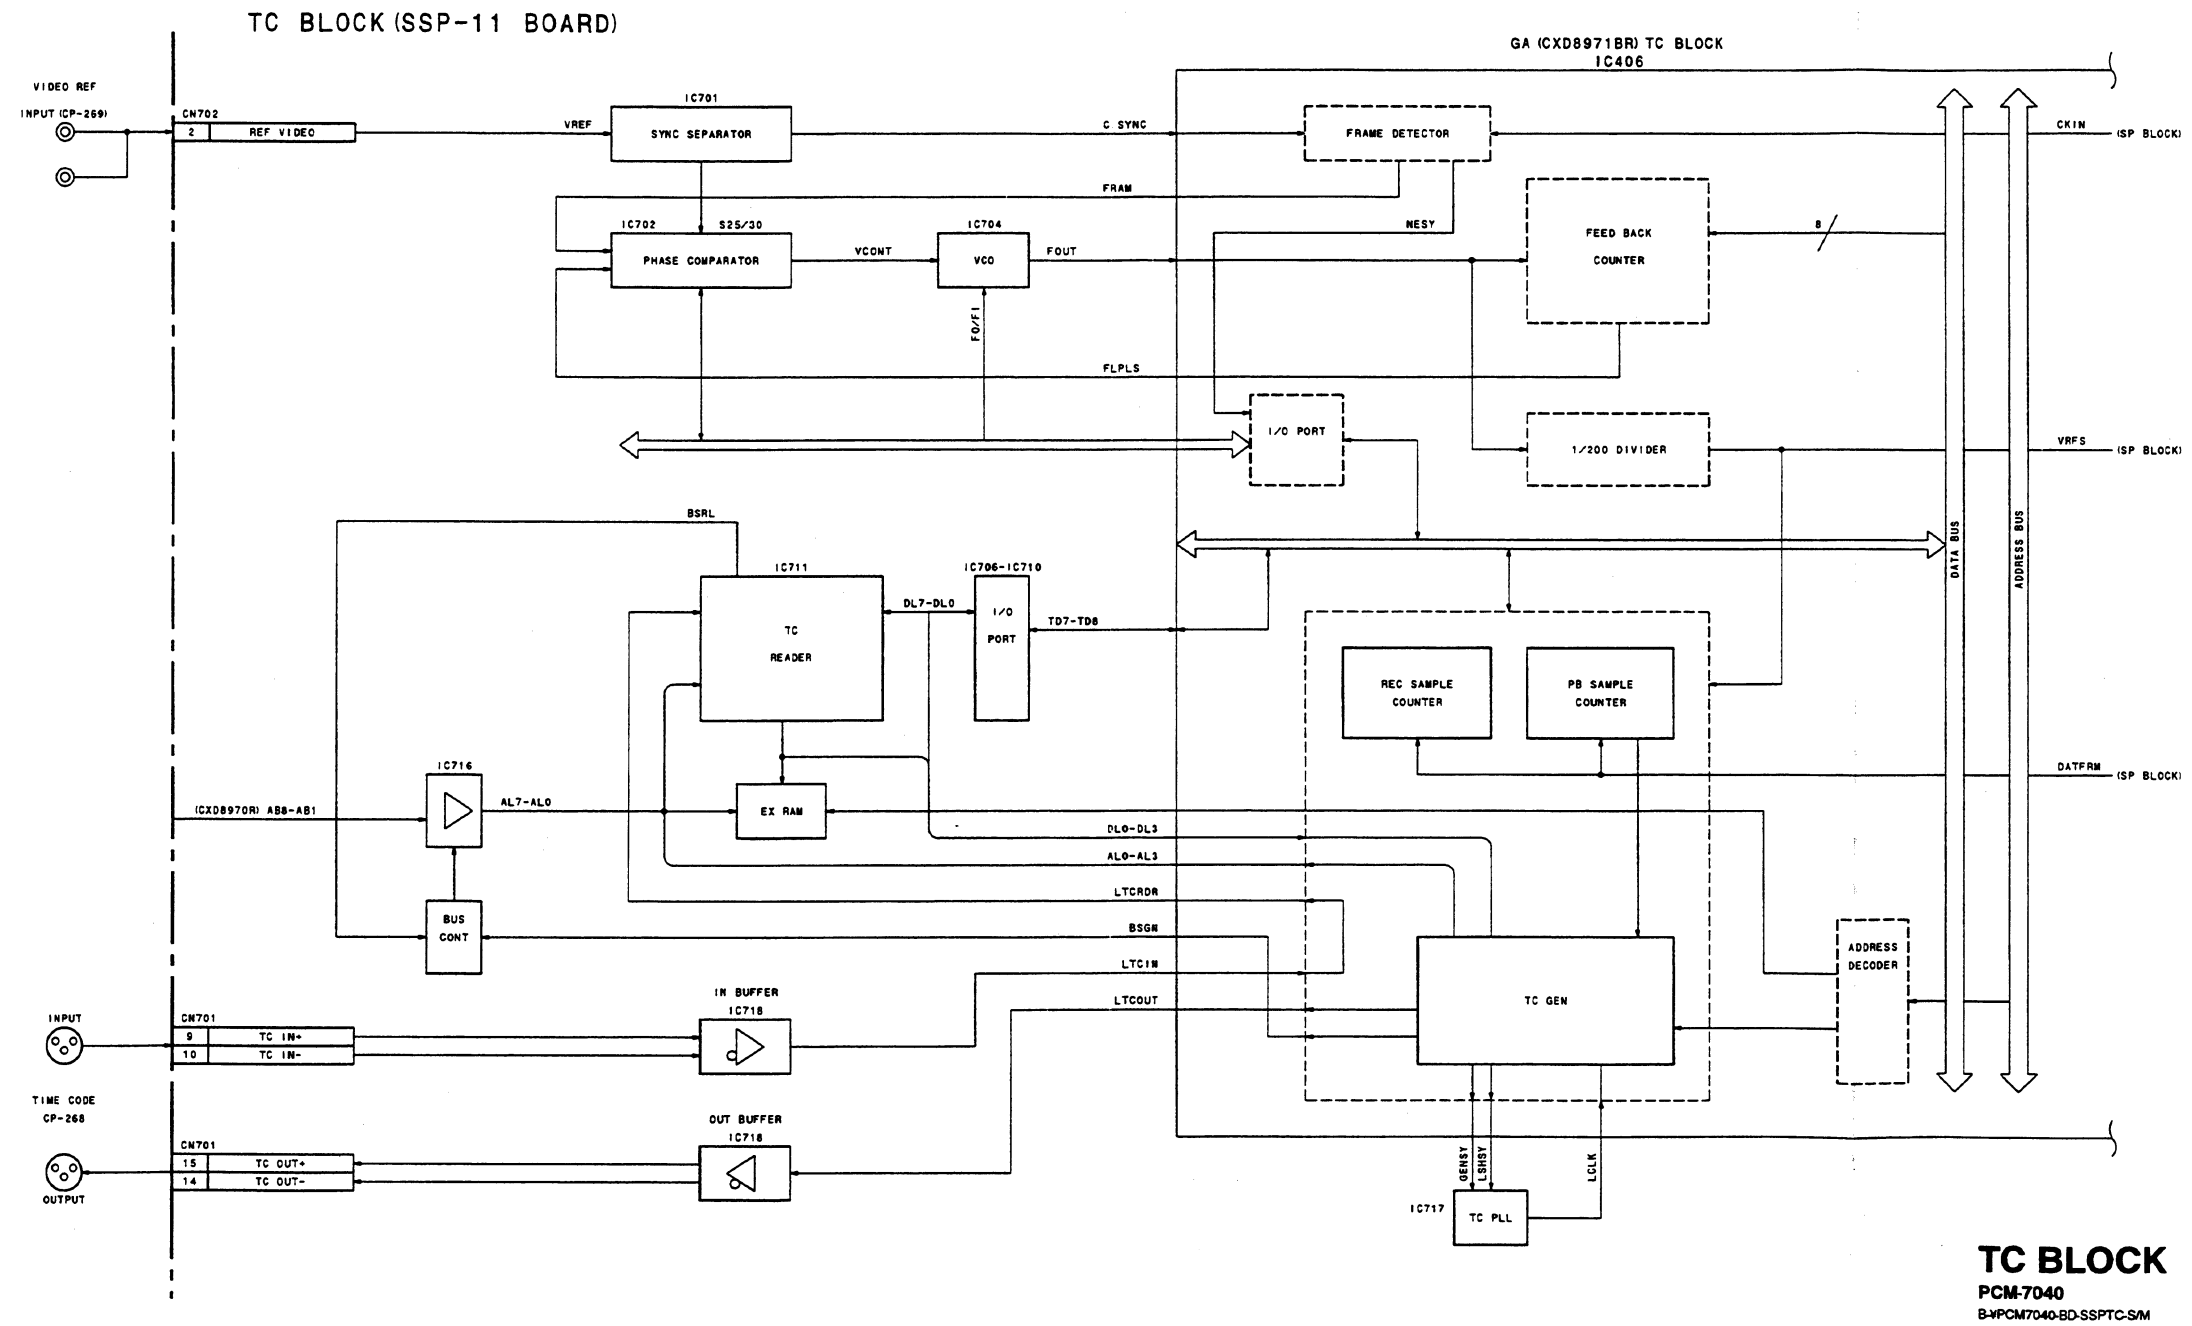 TC BLOCK (SSP-11 BOARD)
GA (CXD8971BR) TC BLOCK
IC406
VIDEO REF
INPUT (CP-269)
CN702
2 REF VIDEO
VREF
IC701
SYNC SEPARATOR
C SYNC
FRAME DETECTOR
CKIN
(SP BLOCK)
FRAM
NESY
IC702
S25/30
PHASE COMPARATOR
VCONT
IC704
VCO
FOUT
FO/F1
FEED BACK
COUNTER
8
FLPLS
I/O PORT
1/200 DIVIDER
VRFS
(SP BLOCK)
DATA BUS
ADDRESS BUS
BSRL
IC711
TC
READER
DL7-DL0
IC706-IC710
I/O
PORT
TD7-TD8
REC SAMPLE
COUNTER
PB SAMPLE
COUNTER
DATFRM
(SP BLOCK)
IC716
(CXD8970R) AB8-AB1
AL7-AL0
EX RAM
DL0-DL3
AL0-AL3
LTCRDR
BUS
CONT
BSGN
LTCIN
LTCOUT
TC GEN
ADDRESS
DECODER
INPUT
CN701
9 TC IN+
10 TC IN-
IN BUFFER
IC718
TIME CODE
CP-268
CN701
15 TC OUT+
14 TC OUT-
OUTPUT
OUT BUFFER
IC718
GENSY
LSHSY
LCLK
IC717
TC PLL
TC BLOCK
PCM-7040
B-¥PCM7040-BD-SSPTC-S/M